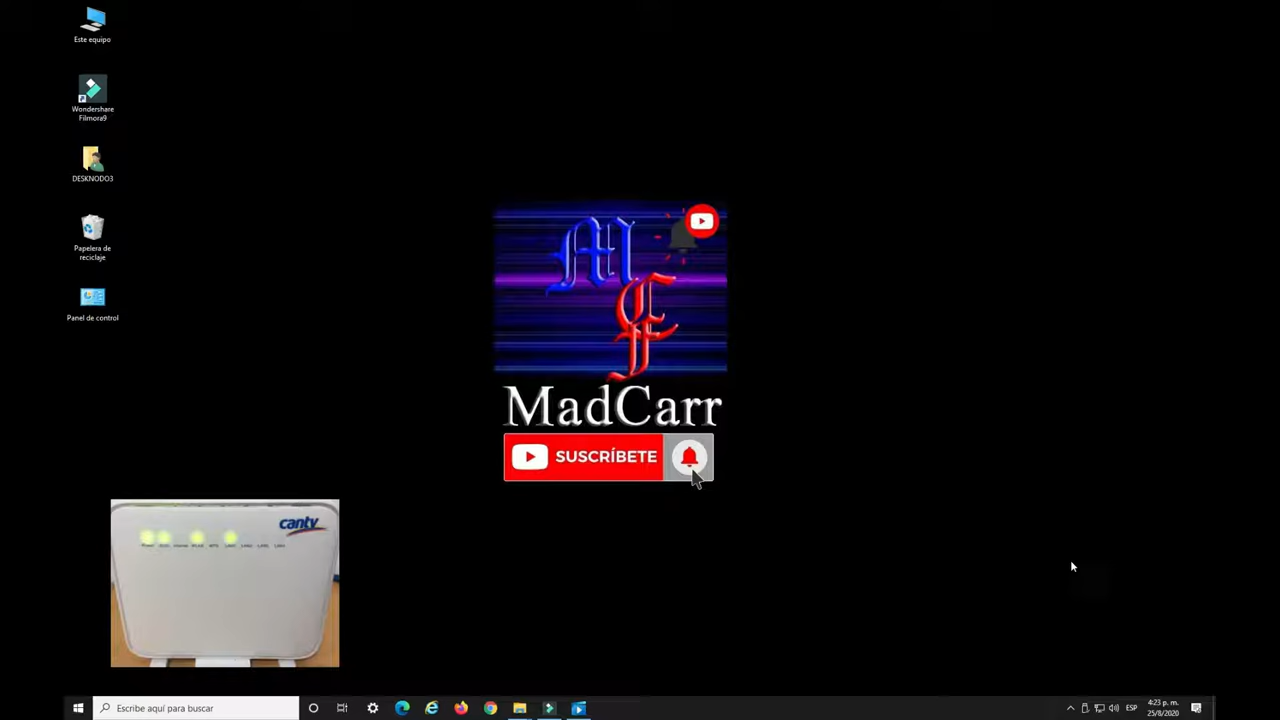 Este equipo
Wondershare
Filmora9
DESKNODO3
Papelera de
reciclaje
Panel de control
MC
MadCarr
SUSCRÍBETE
cantv
Escribe aquí para buscar
ESP
4:23 p. m.
25/8/2020